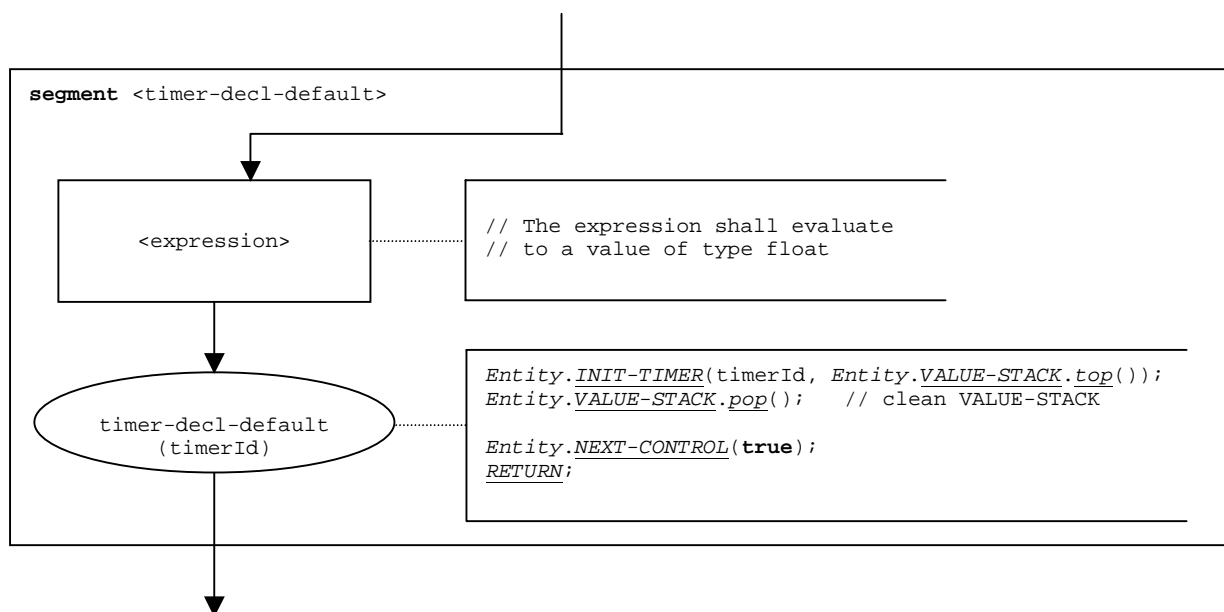 segment <timer-decl-default>
<expression>
// The expression shall evaluate
// to a value of type float
timer-decl-default
(timerId)
Entity.INIT-TIMER(timerId, Entity.VALUE-STACK.top());
Entity.VALUE-STACK.pop();   // clean VALUE-STACK
Entity.NEXT-CONTROL(true);
RETURN;